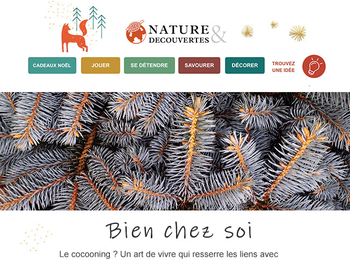 NATURE
DECOUVERTES &
CADEAUX NOËL
JOUER
SE DÉTENDRE
SAVOURER
DÉCORER
TROUVEZ
UNE IDÉE
Bien chez soi
Le cocooning ? Un art de vivre qui resserre les liens avec